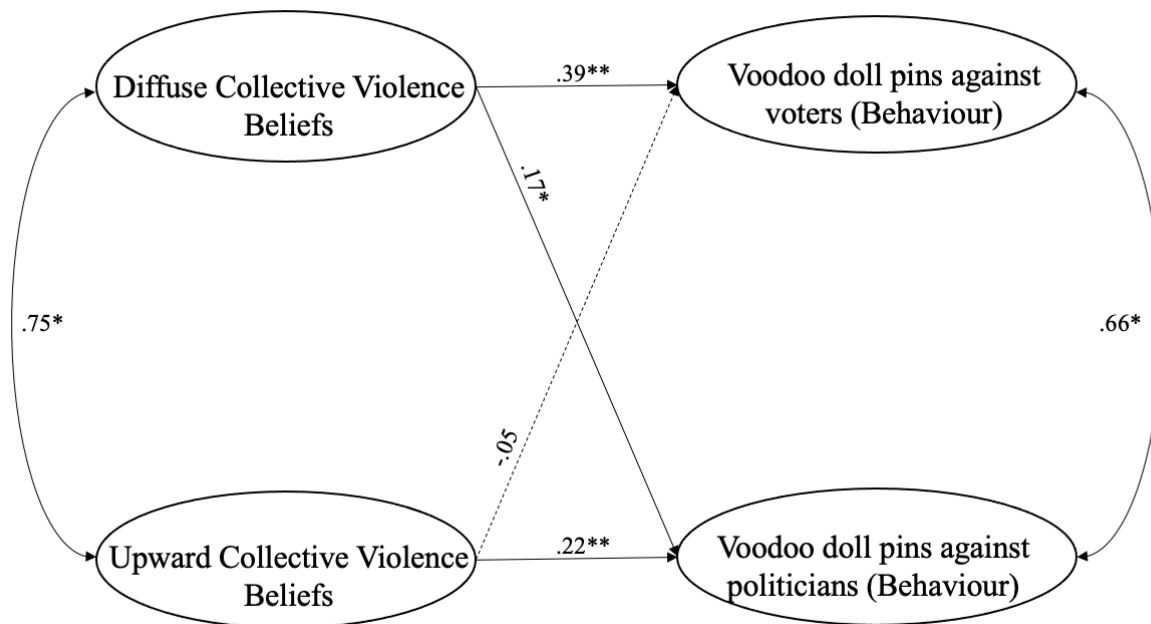 Diffuse Collective Violence
Beliefs
.39**
Voodoo doll pins against
voters (Behaviour)
.17*
.75*
.66*
-.05
Upward Collective Violence
Beliefs
.22**
Voodoo doll pins against
politicians (Behaviour)